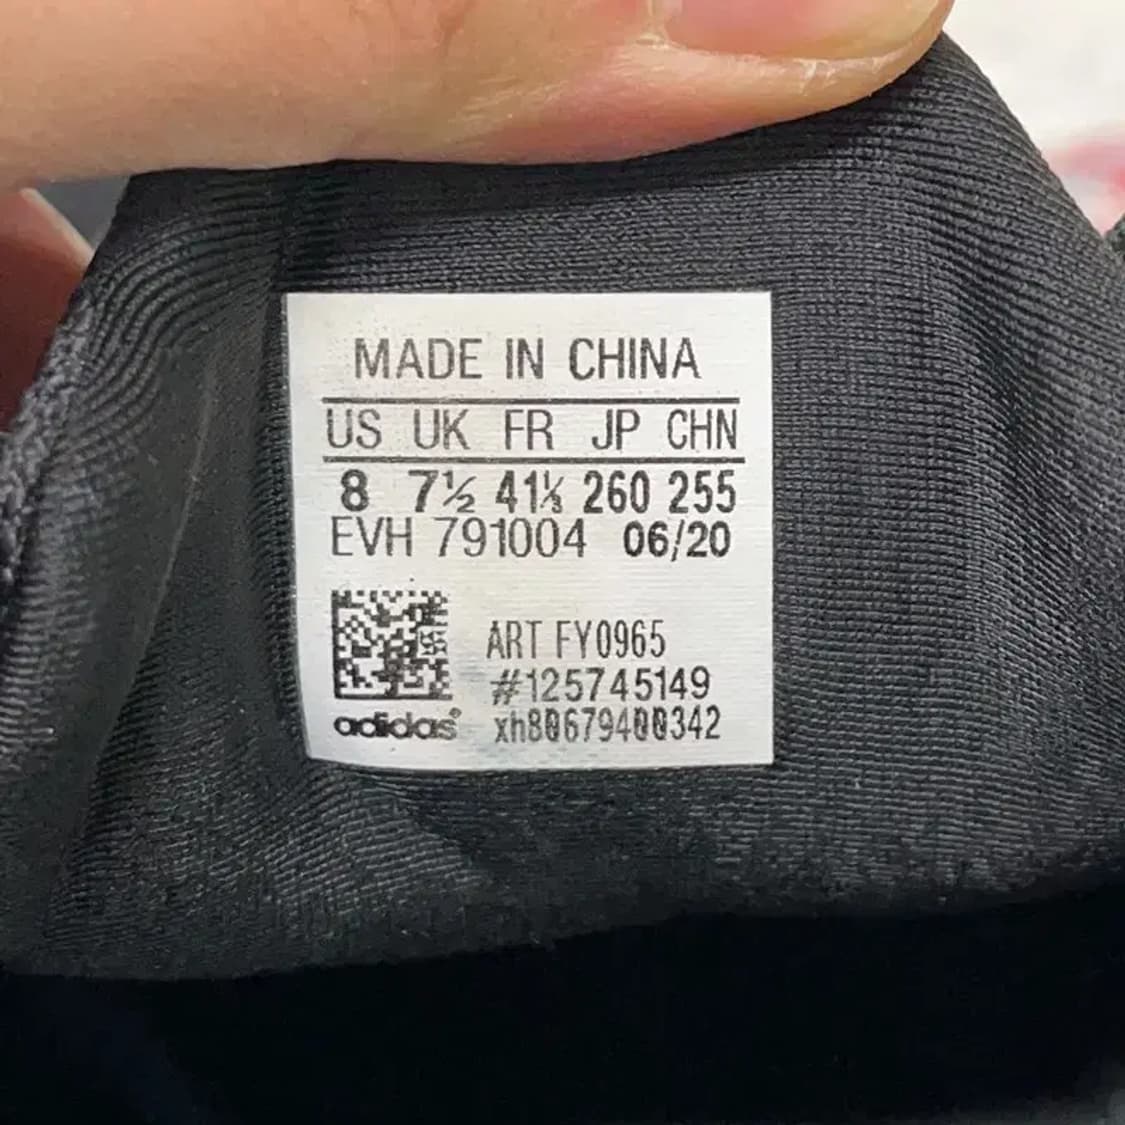 MADE IN CHINA
US UK FR JP CHN
8 7½ 41⅓ 260 255
EVH 791004 06/20
ART FY0965
#125745149
adidas® xh80679400342